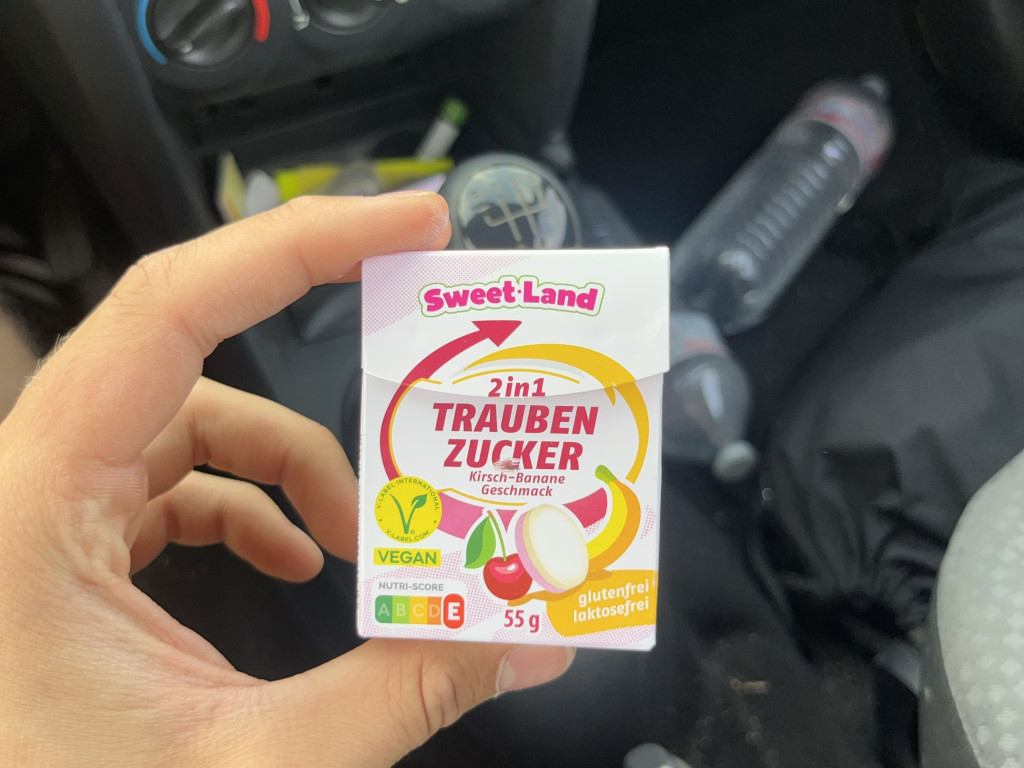 Sweet·Land
2in1
TRAUBEN
ZUCKER
Kirsch-Banane
Geschmack
V-LABEL INTERNATIONAL
V-LABEL.COM
VEGAN
NUTRI-SCORE
A B C D E
55 g
glutenfrei
laktosefrei